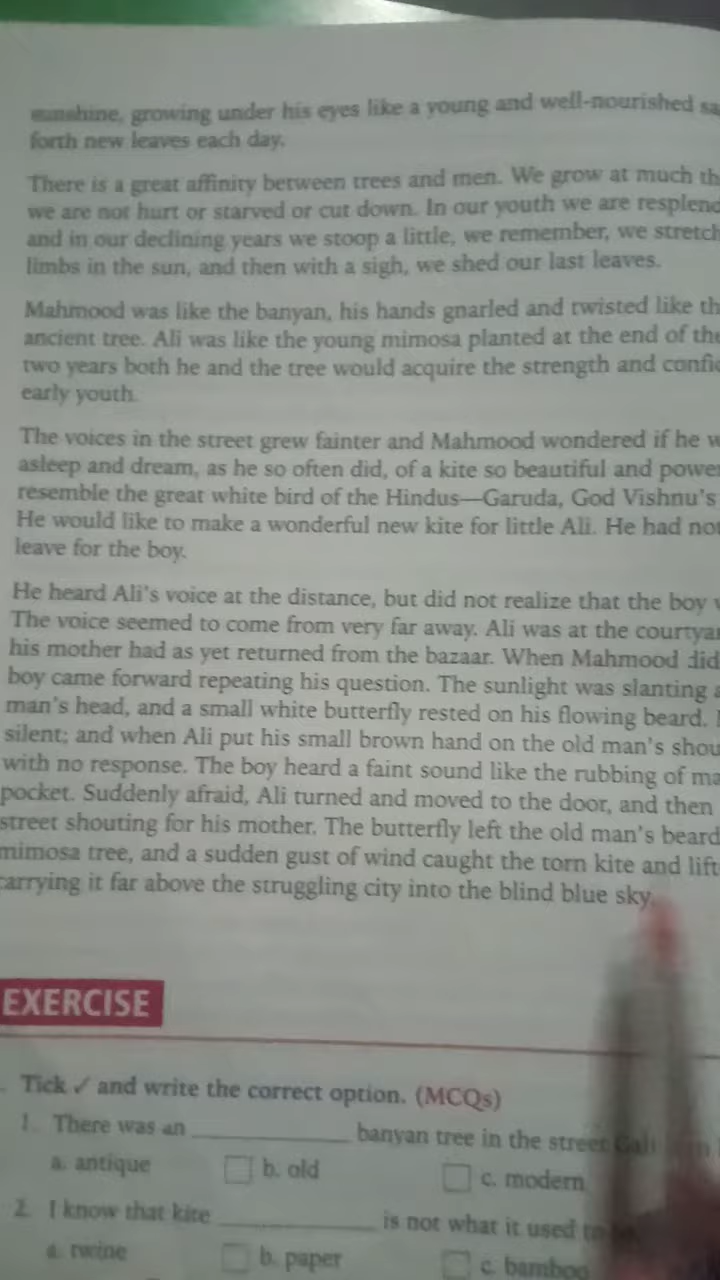 sunshine, growing under his eyes like a young and well-nourished
forth new leaves each day.
There is a great affinity between trees and men. We grow at much
we are not hurt or starved or cut down. In our youth we are
and in our declining years we stoop a little, we remember, we stretch
limbs in the sun, and then with a sigh, we shed our last leaves.
Mahmood was like the banyan, his hands gnarled and twisted like
ancient tree. Ali was like the young mimosa planted at the end of the
two years both he and the tree would acquire the strength and
early youth.
The voices in the street grew fainter and Mahmood wondered if he
asleep and dream, as he so often did, of a kite so beautiful and
resemble the great white bird of the Hindus—Garuda, God Vishnu's
He would like to make a wonderful new kite for little Ali. He had
leave for the boy.
He heard Ali's voice at the distance, but did not realize that the boy
The voice seemed to come from very far away. Ali was at the
his mother had as yet returned from the bazaar. When Mahmood did
boy came forward repeating his question. The sunlight was slanting
man's head, and a small white butterfly rested on his flowing beard.
silent; and when Ali put his small brown hand on the old man's
with no response. The boy heard a faint sound like the rubbing of
pocket. Suddenly afraid, Ali turned and moved to the door, and then
street shouting for his mother. The butterfly left the old man's beard
mimosa tree, and a sudden gust of wind caught the torn kite and
carrying it far above the struggling city into the blind blue sky.
EXERCISE
Tick ✓ and write the correct option. (MCQs)
1. There was an ____________ banyan tree in the street Gali
a. antique b. old c. modern
2. I know that kite ____________ is not what it used to
a. twine b. paper c. bamboo